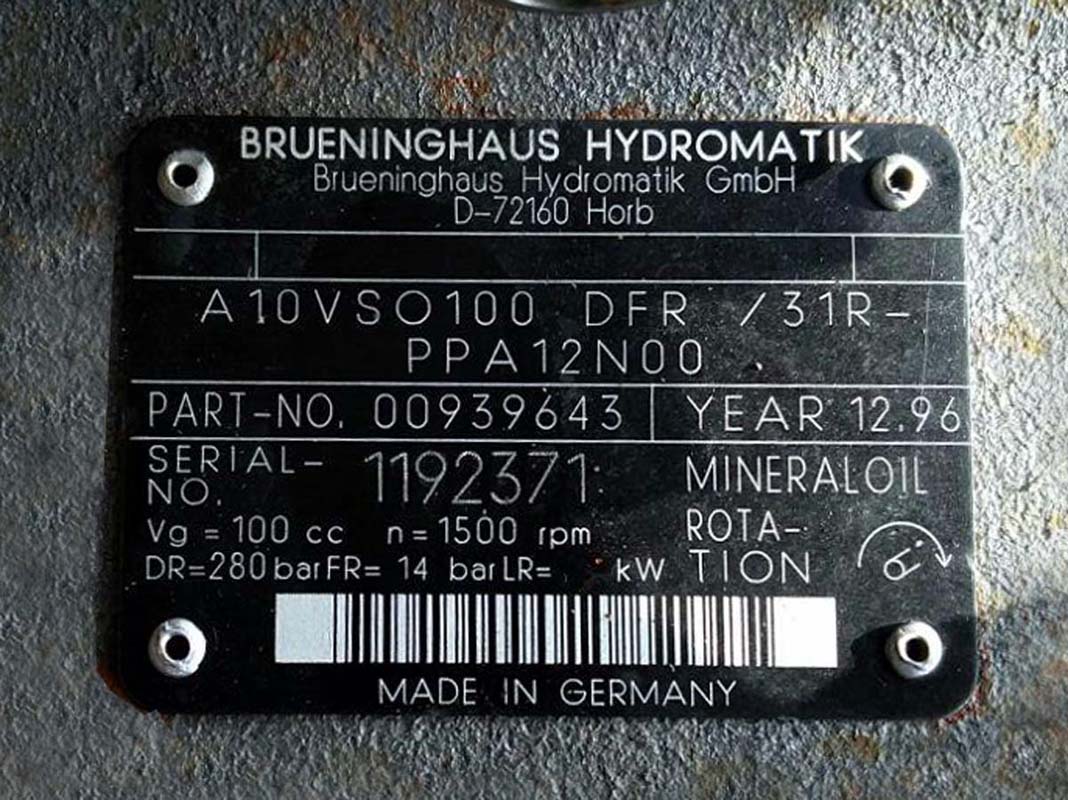 BRUENINGHAUS HYDROMATIK
Brueninghaus Hydromatik GmbH
D-72160 Horb
A10VSO100 DFR /31R-
PPA12N00
PART-NO. 00939643 YEAR 12.96
SERIAL-NO. 1192371 MINERALOIL
Vg = 100 cc n = 1500 rpm ROTA-
DR=280 bar FR= 14 bar LR= kW TION
MADE IN GERMANY